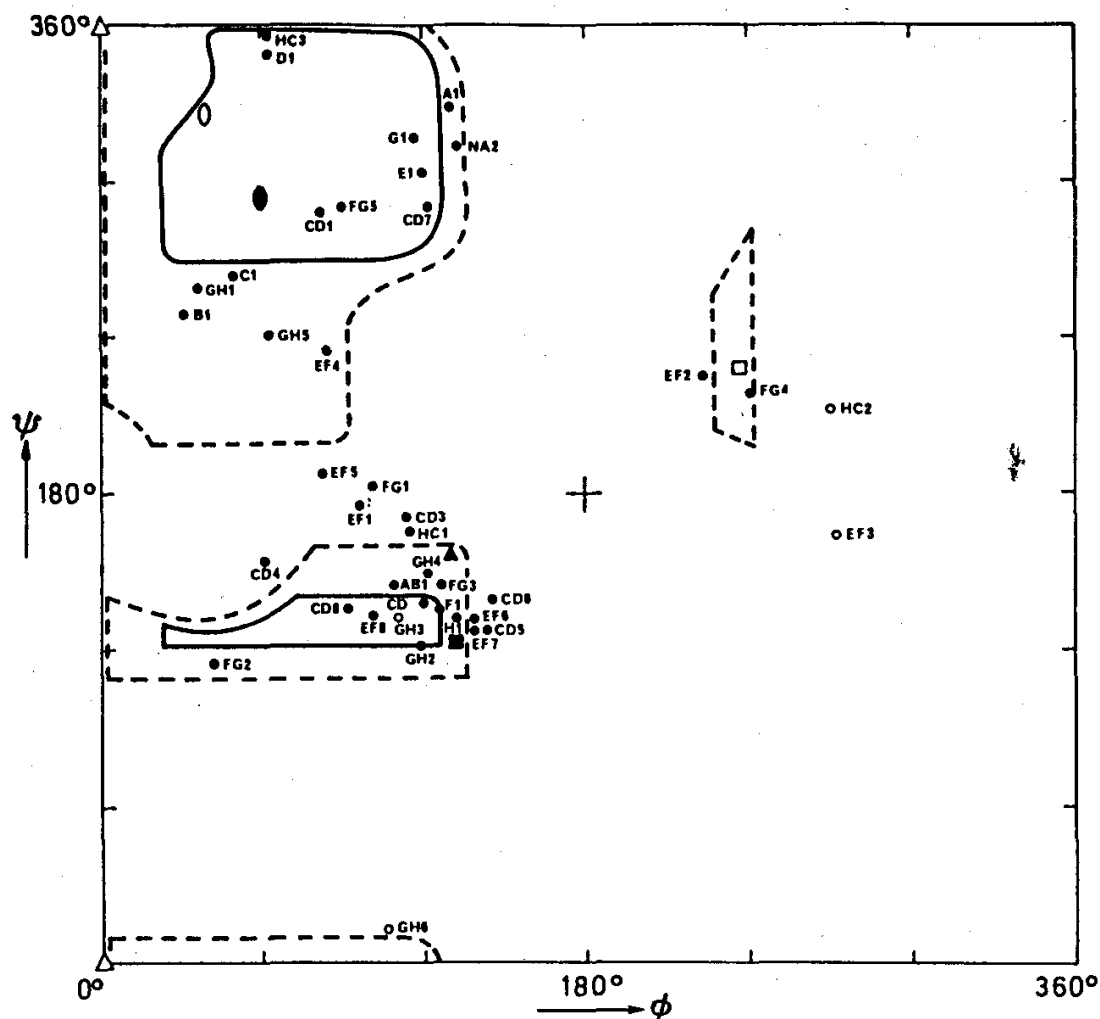 360°
HC3
D1
A1
G1
NA2
E1
FG5
CD1
CD7
C1
GH1
B1
GH5
EF4
EF2
FG4
HC2
ψ
EF5
FG1
180°
EF1
CD3
HC1
EF3
GH4
CD4
AB1
FG3
CD8
CD
F1
CD6
EF8
GH3
H1
EF6
CD5
EF7
GH2
FG2
GH6
0°
180°
360°
ϕ